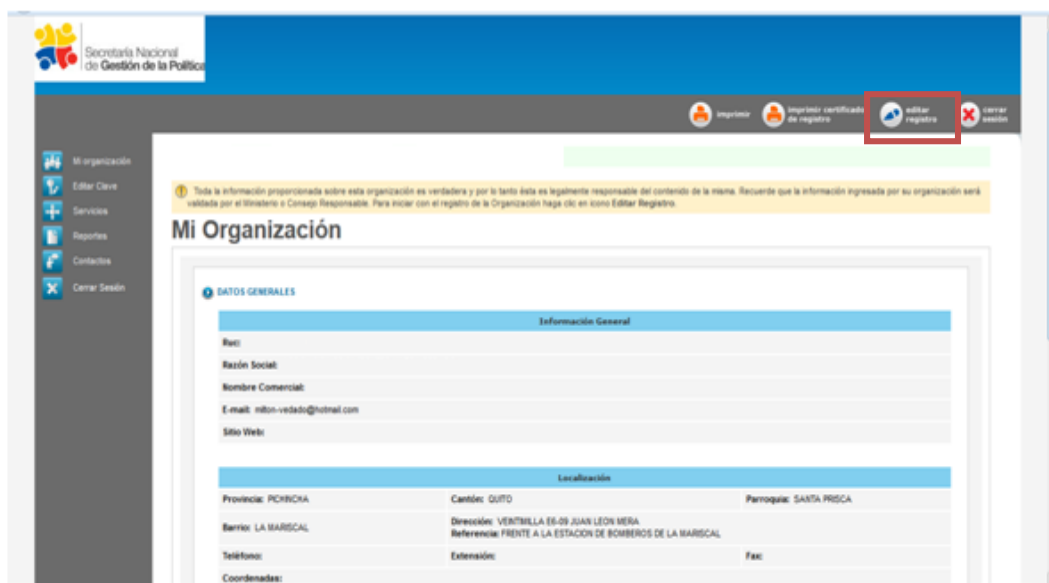 Secretaría Nacional
de Gestión de la Política
imprimir
imprimir certificado
de registro
editar
registro
cerrar
sesión
Mi organización
Editar Clave
Servicios
Reportes
Contactos
Cerrar Sesión
Toda la información proporcionada sobre esta organización es verdadera y por lo tanto ésta es legalmente responsable del contenido de la misma. Recuerde que la información ingresada por su organización será
validada por el Ministerio o Consejo Responsable. Para iniciar con el registro de la Organización haga clic en icono Editar Registro.
Mi Organización
DATOS GENERALES
Información General
Ruc:
Razón Social:
Nombre Comercial:
E-mail: milton-vedado@hotmail.com
Sitio Web:
Localización
Provincia: PICHINCHA Cantón: QUITO Parroquia: SANTA PRISCA
Barrio: LA MARISCAL Dirección: VEINTIMILLA E6-09 JUAN LEON MERA
Referencia: FRENTE A LA ESTACION DE BOMBEROS DE LA MARISCAL
Teléfono: Extensión: Fax:
Coordenadas: